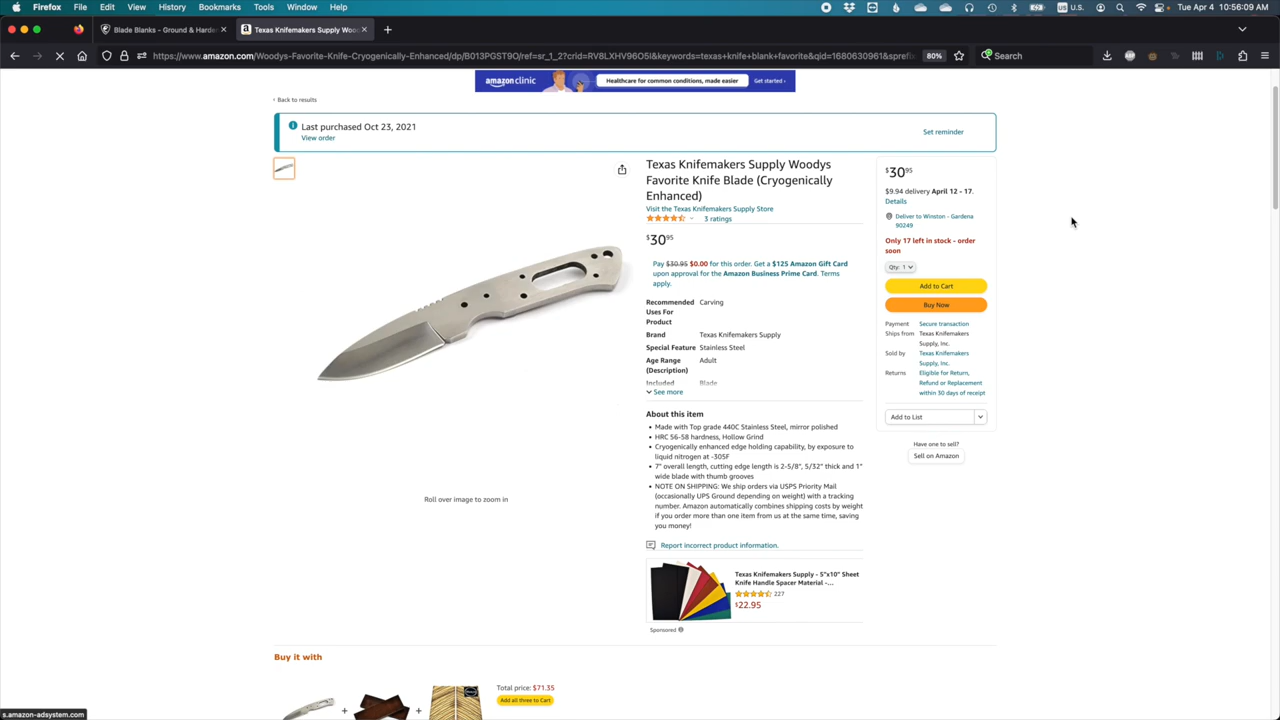 Firefox File Edit View History Bookmarks Tools Window Help
Tue Apr 4 10:56:09 AM
Blade Blanks - Ground & Harde
Texas Knifemakers Supply Woo
https://www.amazon.com/Woodys-Favorite-Knife-Cryogenically-Enhanced/dp/B013PGST9O/ref=sr_1_2?crid=RV8LXHV96O5I&keywords=texas+knife+blank+favorite&qid=1680630961&sprefi
80%
Search
amazon clinic
Healthcare for common conditions, made easier
Get started ›
‹ Back to results
Last purchased Oct 23, 2021
View order
Set reminder
Texas Knifemakers Supply Woodys
Favorite Knife Blade (Cryogenically
Enhanced)
Visit the Texas Knifemakers Supply Store
3 ratings
$30.95
Pay $30.95 $0.00 for this order. Get a $125 Amazon Gift Card
upon approval for the Amazon Business Prime Card. Terms
apply.
Recommended Carving
Uses For
Product
Brand Texas Knifemakers Supply
Special Feature Stainless Steel
Age Range Adult
(Description)
Included Blade
See more
About this item
• Made with Top grade 440C Stainless Steel, mirror polished
• HRC 56-58 hardness, Hollow Grind
• Cryogenically enhanced edge holding capability, by exposure to
liquid nitrogen at -305F
• 7" overall length, cutting edge length is 2-5/8", 5/32" thick and 1"
wide blade with thumb grooves
• NOTE ON SHIPPING: We ship orders via USPS Priority Mail
(occasionally UPS Ground depending on weight) with a tracking
number. Amazon automatically combines shipping costs by weight
if you order more than one item from us at the same time, saving
you money!
Report incorrect product information.
Texas Knifemakers Supply - 5"x10" Sheet
Knife Handle Spacer Material -...
227
$22.95
Sponsored
Roll over image to zoom in
$30.95
$9.94 delivery April 12 - 17.
Details
Deliver to Winston - Gardena
90249
Only 17 left in stock - order
soon
Qty: 1
Add to Cart
Buy Now
Payment Secure transaction
Ships from Texas Knifemakers
Supply, Inc.
Sold by Texas Knifemakers
Supply, Inc.
Returns Eligible for Return,
Refund or Replacement
within 30 days of receipt
Add to List
Have one to sell?
Sell on Amazon
Buy it with
Total price: $71.35
Add all three to Cart
s.amazon-adsystem.com